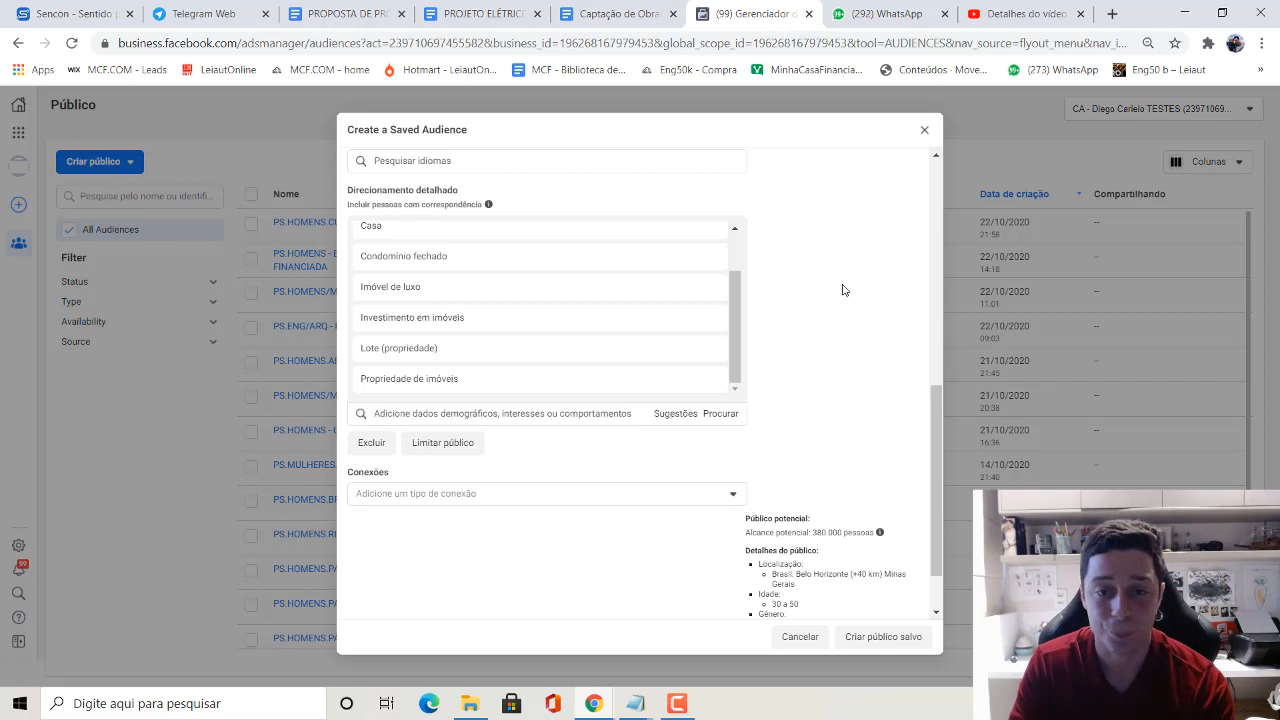 Sencon - Sentido pr
Telegram Web
PROPOSTA DE PR
PROJETO ELÉTRIC
Captação de Obra
(99) Gerenciador d
(292) WhatsApp
Detalhes do vídeo
business.facebook.com/adsmanager/audiences?act=239710697455582&business_id=196268167979453&global_scope_id=196268167979453&tool=AUDIENCES&nav_source=flyout_menu&nav_i...
Apps
WIX MCF.COM - Leads
LeiautOnline
MCF.COM - home
Hotmart - LeiautOn...
MCF - Biblioteca de...
Eng50k - Compra
MinhaCasaFinancia...
Conteúdos - Move...
(273) WhatsApp
Eng50 b – Leiaut
Público
CA - Diego Carielo TESTES (23971069...
Create a Saved Audience
Criar público
Colunas
Pesquisar idiomas
Pesquise pelo nome ou identifi...
Nome
Direcionamento detalhado
Incluir pessoas com correspondência
Data de criação
Compartilhando
All Audiences
PS.HOMENS.CU
Casa
22/10/2020
21:58
--
Filter
PS.HOMENS - E
FINANCIADA
Condomínio fechado
22/10/2020
14:18
--
Status
Type
PS.HOMENS/M
Imóvel de luxo
22/10/2020
11:01
--
Availability
PS.ENG/ARQ -
Investimento em imóveis
22/10/2020
09:03
--
Source
PS.HOMENS.AI
Lote (propriedade)
21/10/2020
21:45
--
PS.HOMENS/M
Propriedade de imóveis
21/10/2020
20:38
--
Adicione dados demográficos, interesses ou comportamentos
Sugestões
Procurar
PS.HOMENS - C
21/10/2020
16:36
--
Excluir
Limitar público
PS.MULHERES.
Conexões
14/10/2020
21:40
--
PS.HOMENS.BF
Adicione um tipo de conexão
PS.HOMENS.RI
Público potencial:
Alcance potencial: 380.000 pessoas
Detalhes do público:
Localização:
Brasil: Belo Horizonte (+40 km) Minas
Gerais
Idade:
30 a 50
Gênero:
PS.HOMENS.PA
PS.HOMENS.PA
PS.HOMENS.PA
99
Cancelar
Criar público salvo
Digite aqui para pesquisar